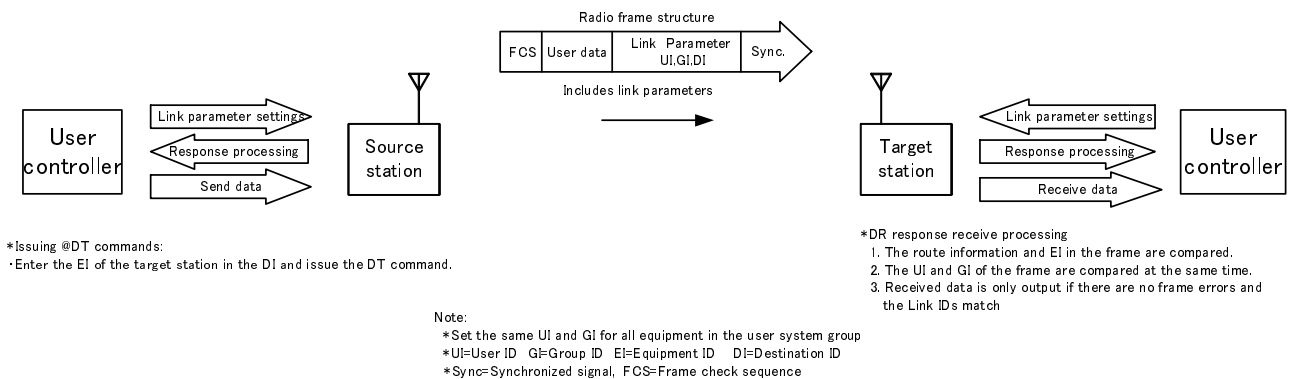 Radio frame structure
FCS
User data
Link Parameter
UI,GI,DI
Sync.
Includes link parameters
User
controller
Link parameter settings
Response processing
Send data
Source
station
Target
station
Link parameter settings
Response processing
Receive data
User
controller
*Issuing @DT commands:
・Enter the EI of the target station in the DI and issue the DT command.
*DR response receive processing
1. The route information and EI in the frame are compared.
2. The UI and GI of the frame are compared at the same time.
3. Received data is only output if there are no frame errors and
the Link IDs match
Note:
*Set the same UI and GI for all equipment in the user system group
*UI=User ID GI=Group ID EI=Equipment ID DI=Destination ID
*Sync=Synchronized signal, FCS=Frame check sequence